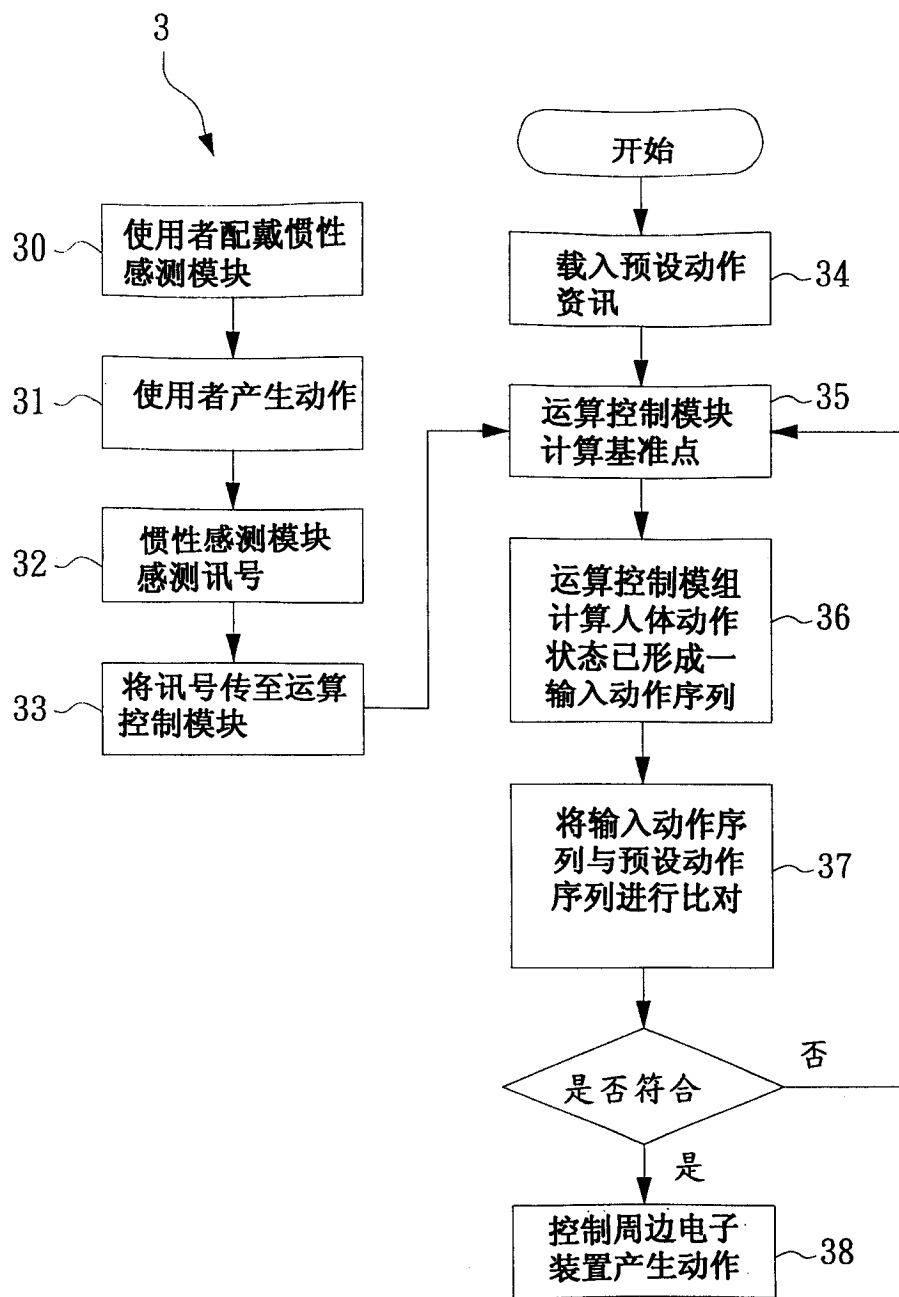 3
30
使用者配戴惯性
感测模块
31
使用者产生动作
32
惯性感测模块
感测讯号
33
将讯号传至运算
控制模块
开始
载入预设动作
资讯
34
运算控制模块
计算基准点
35
运算控制模组
计算人体动作
状态已形成一
输入动作序列
36
将输入动作序
列与预设动作
序列进行比对
37
是否符合
否
是
控制周边电子
装置产生动作
38